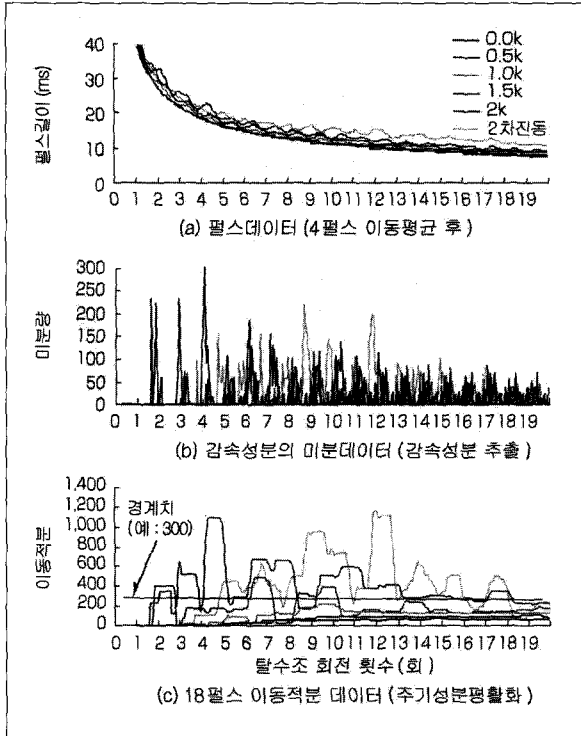 0.0k
0.5k
1.0k
1.5k
2k
2차진동
펄스길이 (ms)
40
30
20
10
0
0 1 2 3 4 5 6 7 8 9 10 11 12 13 14 15 16 17 18 19
(a) 펄스데이터 (4펄스 이동평균 후)
미분량
300
250
200
150
100
50
0
0 1 2 3 4 5 6 7 8 9 10 11 12 13 14 15 16 17 18 19
(b) 감속성분의 미분데이터 (감속성분 추출)
이동적분
1,400
1,200
1,000
800
600
400
200
0
경계치
(예 : 300)
0 1 2 3 4 5 6 7 8 9 10 11 12 13 14 15 16 17 18 19
탈수조 회전 횟수 (회)
(c) 18펄스 이동적분 데이터 (주기성분평활화)